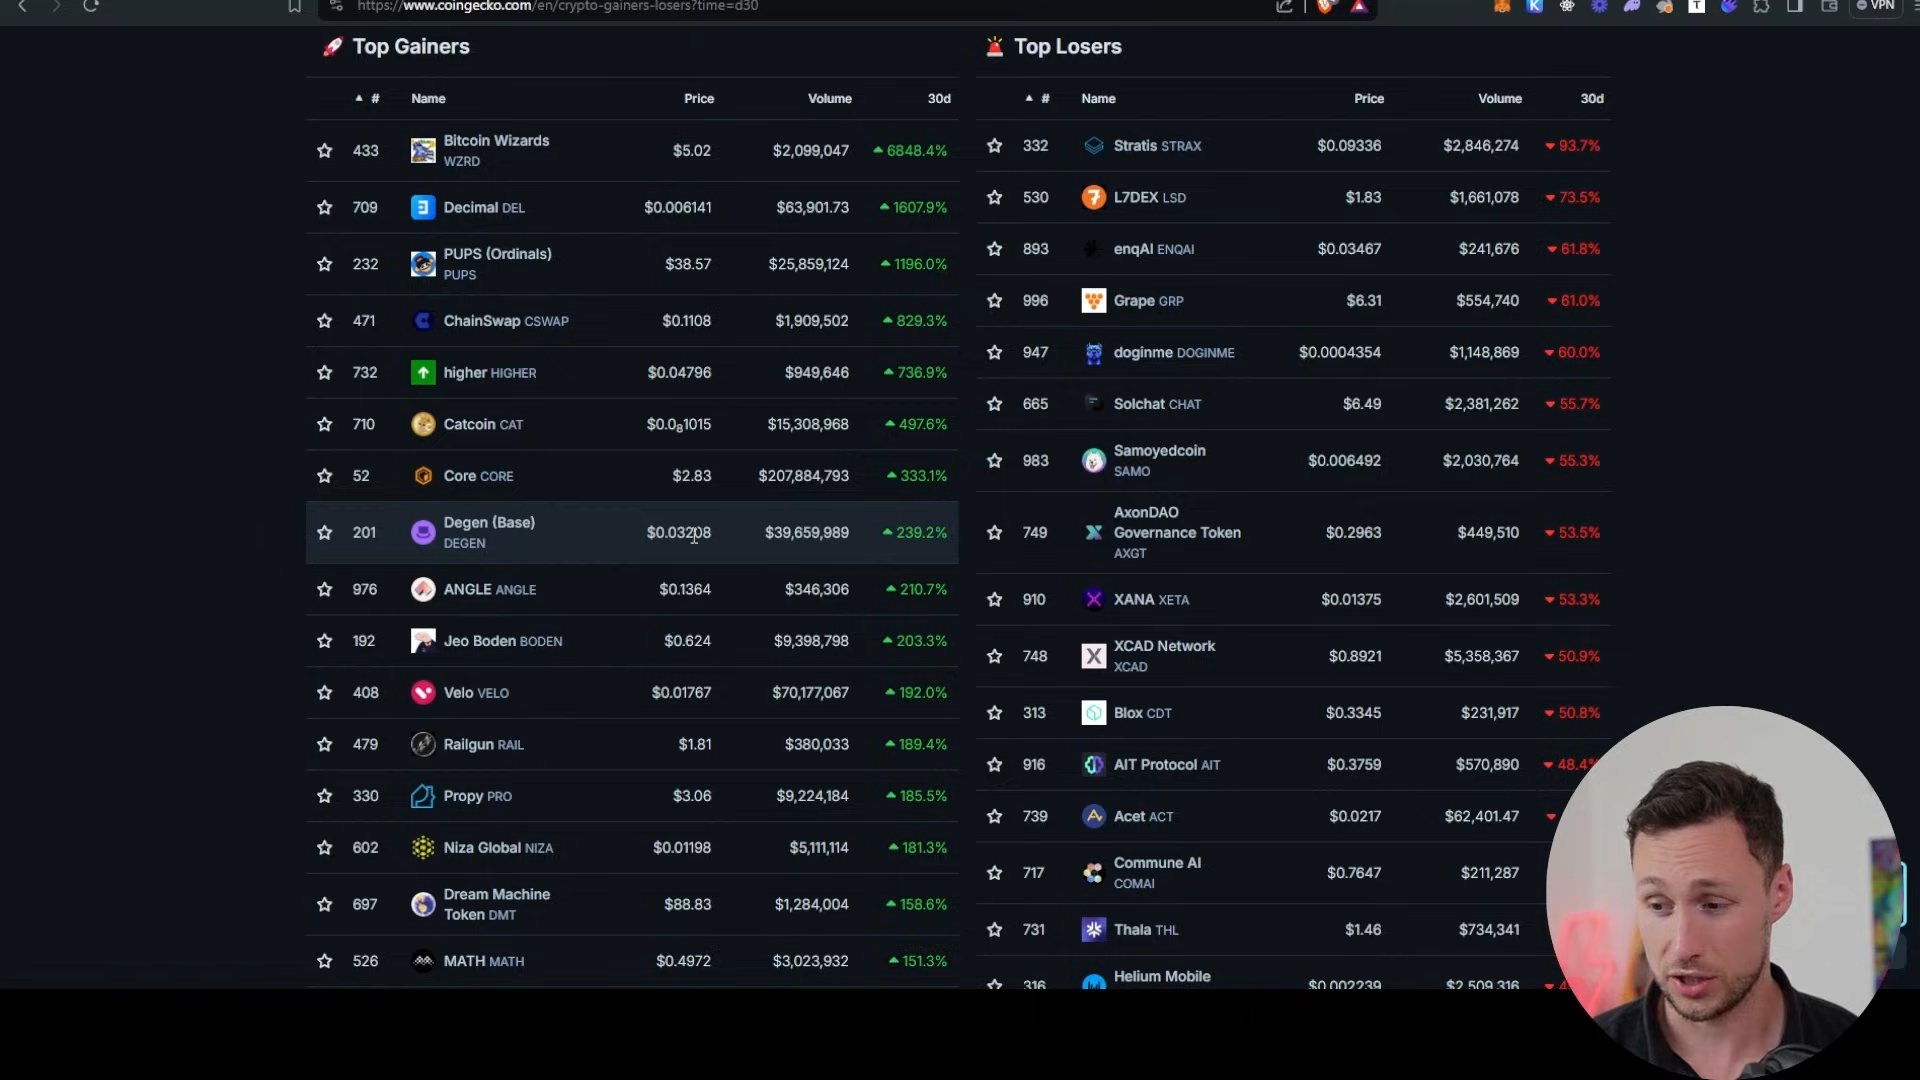 https://www.coingecko.com/en/crypto-gainers-losers?time=d30
VPN
Top Gainers
# Name Price Volume 30d
433 Bitcoin Wizards WZRD $5.02 $2,099,047 6848.4%
709 Decimal DEL $0.006141 $63,901.73 1607.9%
232 PUPS (Ordinals) PUPS $38.57 $25,859,124 1196.0%
471 ChainSwap CSWAP $0.1108 $1,909,502 829.3%
732 higher HIGHER $0.04796 $949,646 736.9%
710 Catcoin CAT $0.0₈1015 $15,308,968 497.6%
52 Core CORE $2.83 $207,884,793 333.1%
201 Degen (Base) DEGEN $0.03208 $39,659,989 239.2%
976 ANGLE ANGLE $0.1364 $346,306 210.7%
192 Jeo Boden BODEN $0.624 $9,398,798 203.3%
408 Velo VELO $0.01767 $70,177,067 192.0%
479 Railgun RAIL $1.81 $380,033 189.4%
330 Propy PRO $3.06 $9,224,184 185.5%
602 Niza Global NIZA $0.01198 $5,111,114 181.3%
697 Dream Machine Token DMT $88.83 $1,284,004 158.6%
526 MATH MATH $0.4972 $3,023,932 151.3%
Top Losers
# Name Price Volume 30d
332 Stratis STRAX $0.09336 $2,846,274 93.7%
530 L7DEX LSD $1.83 $1,661,078 73.5%
893 enqAI ENQAI $0.03467 $241,676 61.8%
996 Grape GRP $6.31 $554,740 61.0%
947 doginme DOGINME $0.0004354 $1,148,869 60.0%
665 Solchat CHAT $6.49 $2,381,262 55.7%
983 Samoyedcoin SAMO $0.006492 $2,030,764 55.3%
749 AxonDAO Governance Token AXGT $0.2963 $449,510 53.5%
910 XANA XETA $0.01375 $2,601,509 53.3%
748 XCAD Network XCAD $0.8921 $5,358,367 50.9%
313 Blox CDT $0.3345 $231,917 50.8%
916 AIT Protocol AIT $0.3759 $570,890 48.4%
739 Acet ACT $0.0217 $62,401.47
717 Commune AI COMAI $0.7647 $211,287
731 Thala THL $1.46 $734,341
316 Helium Mobile $0.002239 $2,509,316